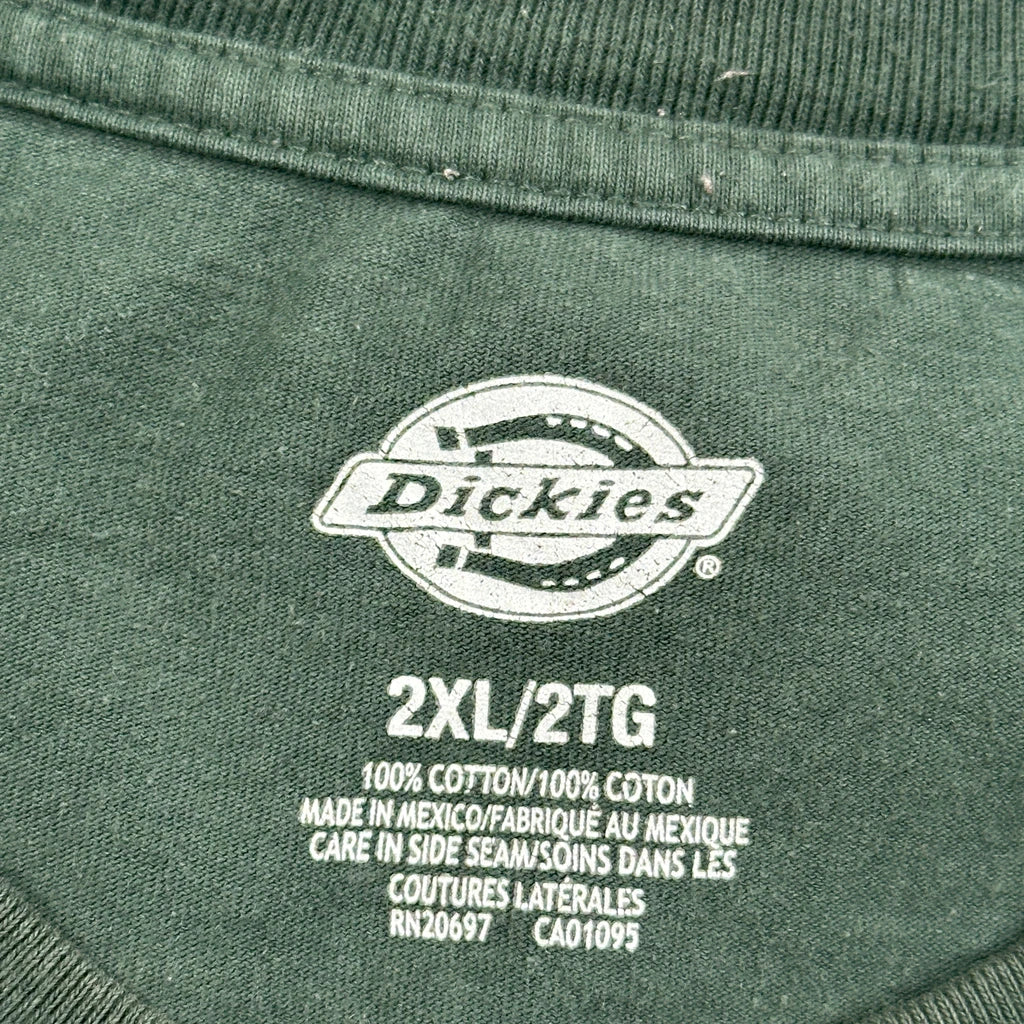 Dickies
®
2XL/2TG
100% COTTON/100% COTON
MADE IN MEXICO/FABRIQUÉ AU MEXIQUE
CARE IN SIDE SEAM/SOINS DANS LES
COUTURES LATÉRALES
RN20697 CA01095